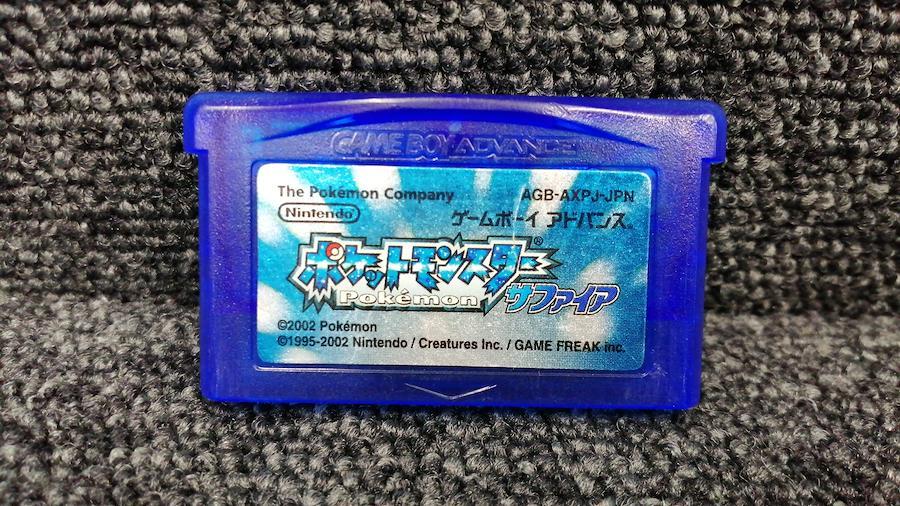 GAME BOY ADVANCE
The Pokémon Company AGB-AXPJ-JPN
Nintendo ゲームボーイ アドバンス®
ポケットモンスター®
Pokémon サファイア
©2002 Pokémon
©1995-2002 Nintendo / Creatures Inc. / GAME FREAK inc.